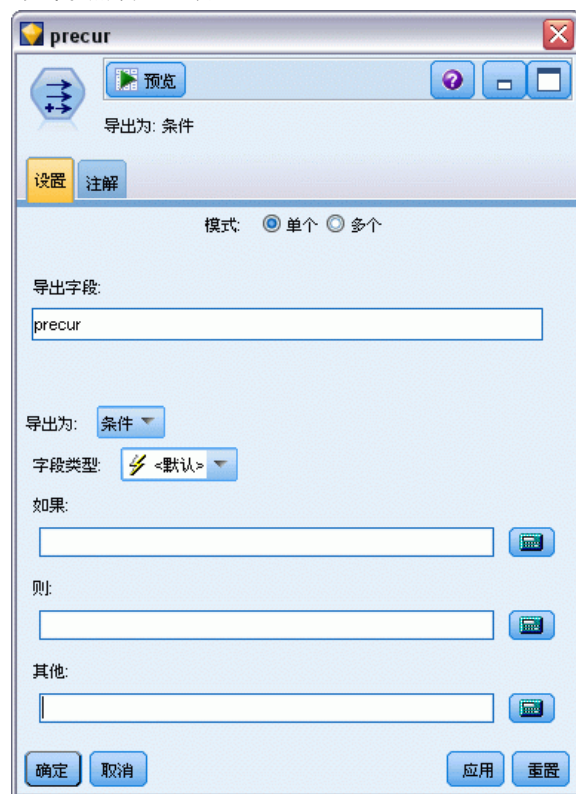 precur
预览
导出为: 条件
设置 注解
模式: 单个 多个
导出字段:
precur
导出为: 条件
字段类型: <默认>
如果:
则:
其他:
确定 取消 应用 重置